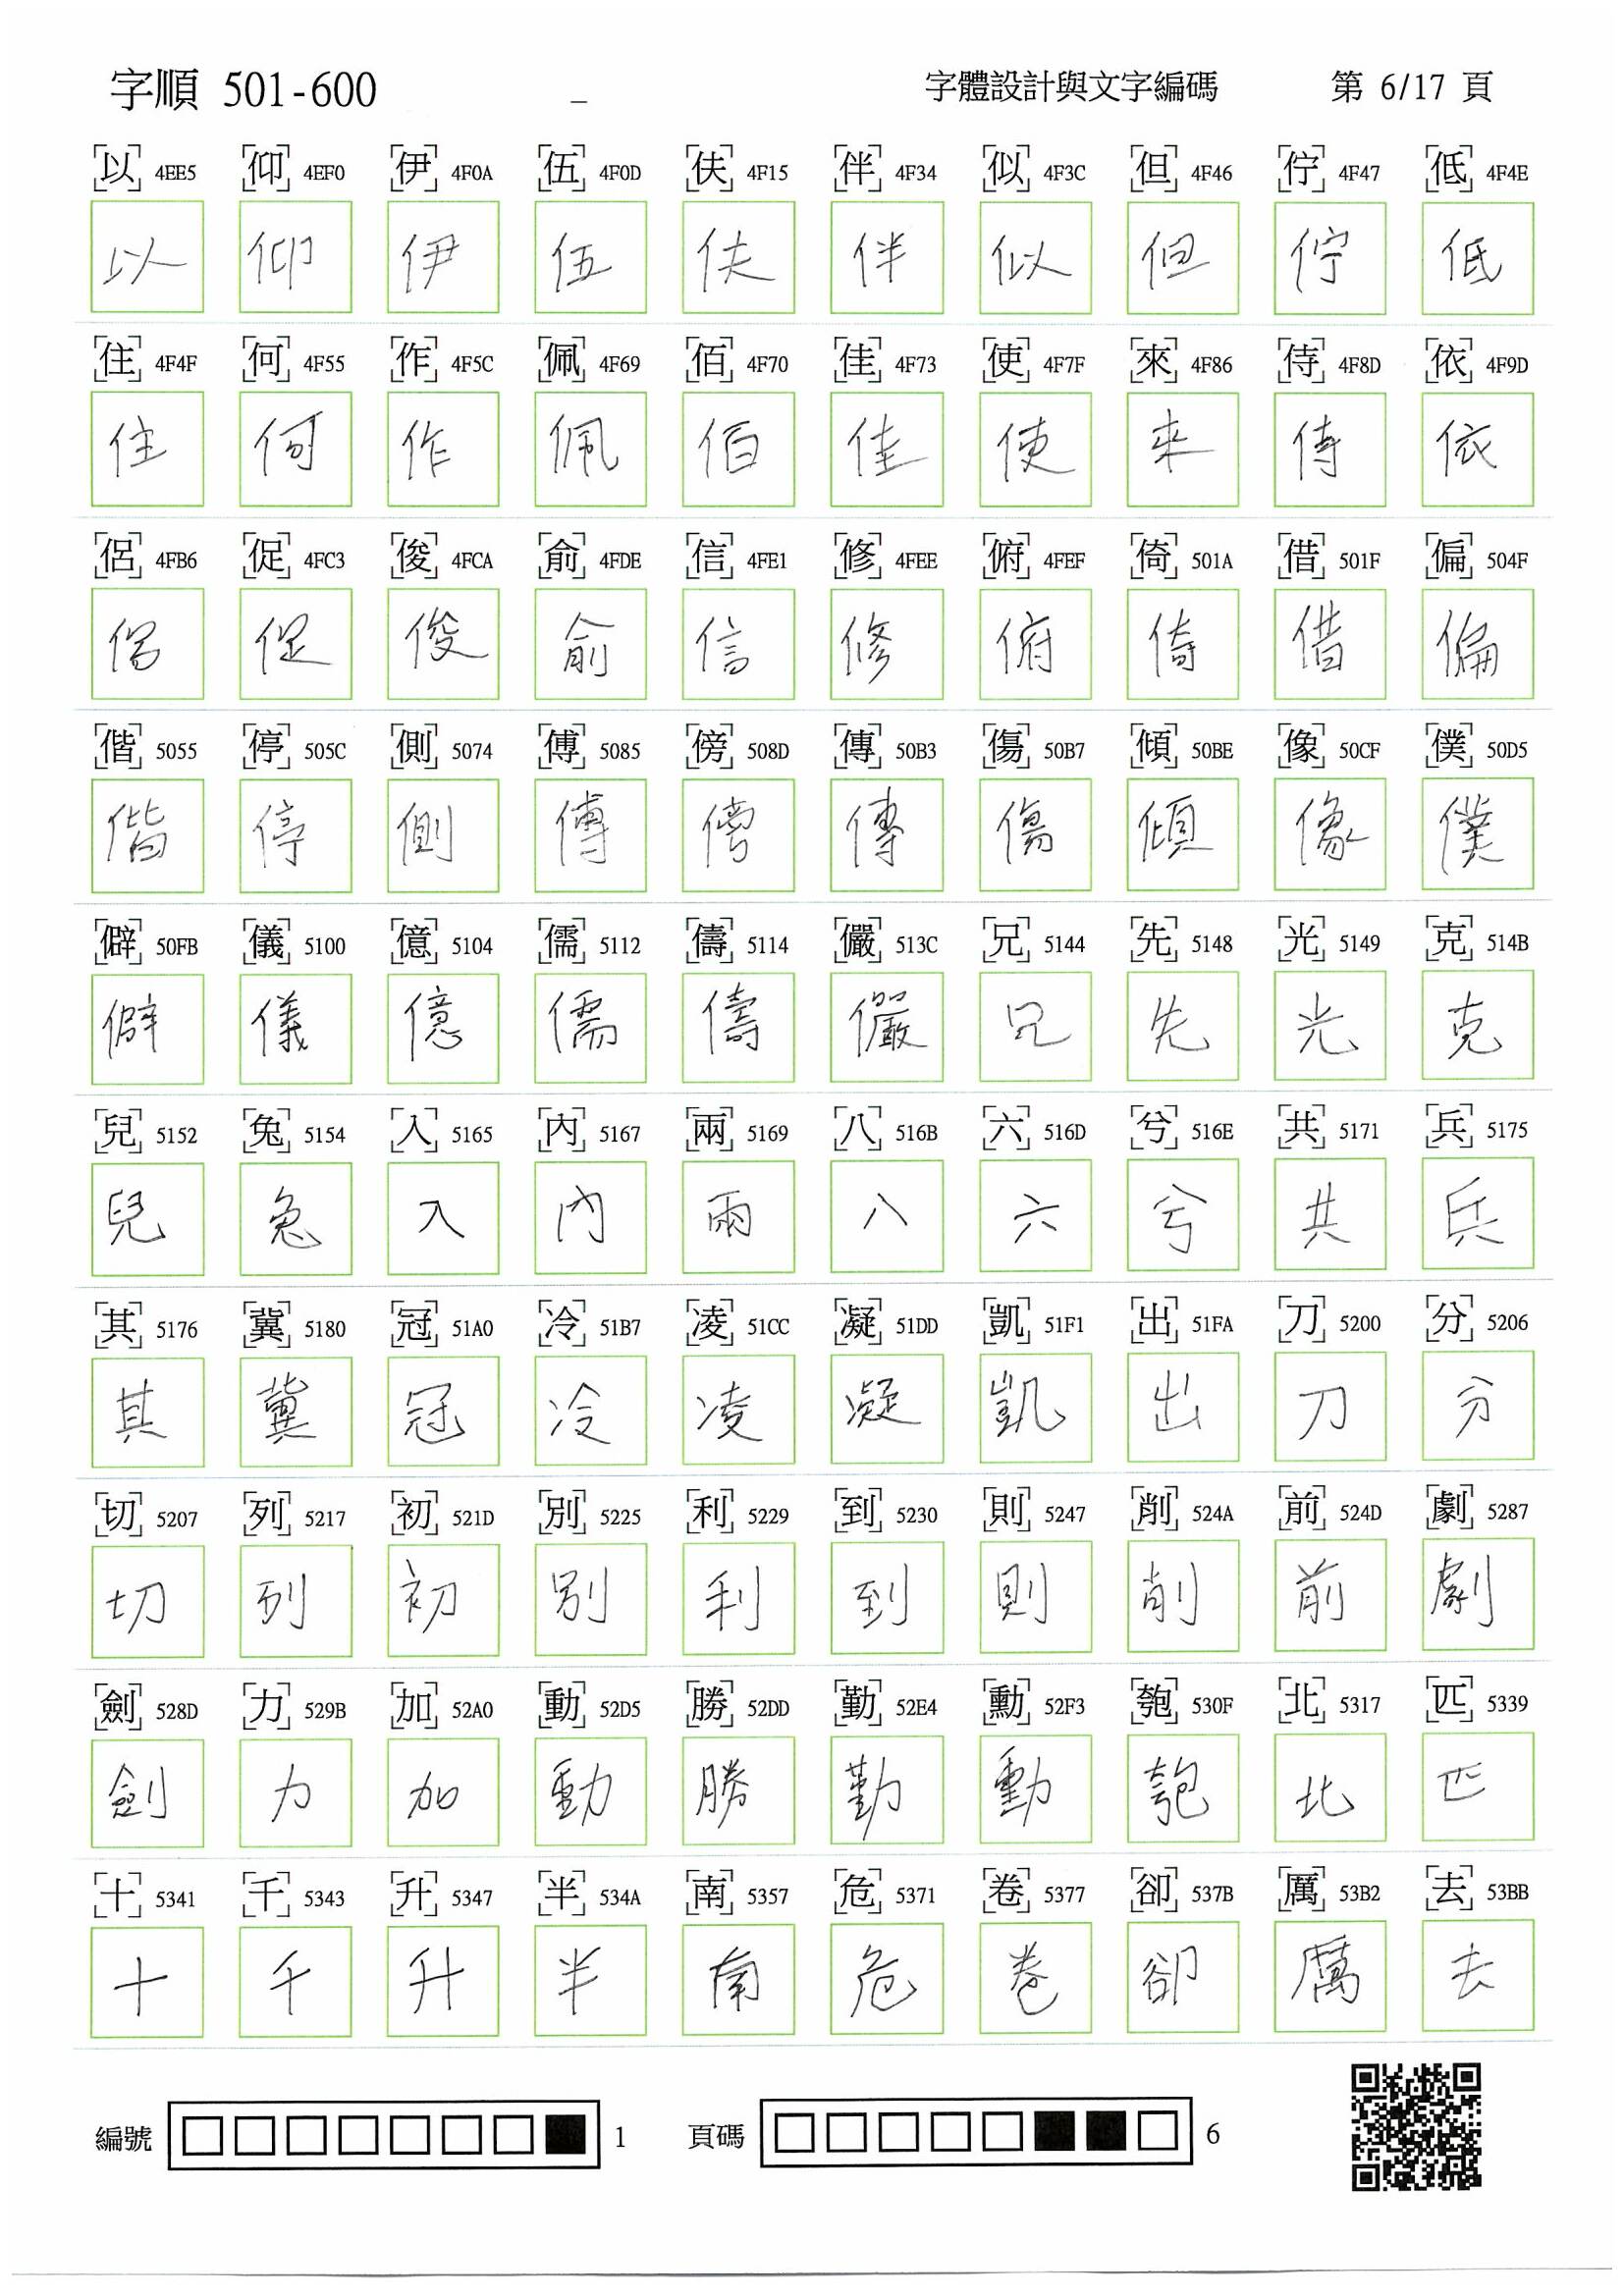 字順 501-600 _ 字體設計與文字編碼 第 6/17 頁
以 4EE5 仰 4EF0 伊 4F0A 伍 4F0D 伕 4F15 伴 4F34 似 4F3C 但 4F46 佇 4F47 低 4F4E
以 仰 伊 伍 伕 伴 似 但 佇 低
住 4F4F 何 4F55 作 4F5C 佩 4F69 佰 4F70 佳 4F73 使 4F7F 來 4F86 侍 4F8D 依 4F9D
住 何 作 佩 佰 佳 使 來 侍 依
侶 4FB6 促 4FC3 俊 4FCA 俞 4FDE 信 4FE1 修 4FEE 俯 4FEF 倚 501A 借 501F 偏 504F
侶 促 俊 俞 信 修 俯 倚 借 偏
偕 5055 停 505C 側 5074 傅 5085 傍 508D 傳 50B3 傷 50B7 傾 50BE 像 50CF 僕 50D5
偕 停 側 傅 傍 傳 傷 傾 像 僕
僻 50FB 儀 5100 億 5104 儒 5112 儔 5114 儼 513C 兄 5144 先 5148 光 5149 克 514B
僻 儀 億 儒 儔 儼 兄 先 光 克
兒 5152 兔 5154 入 5165 內 5167 兩 5169 八 516B 六 516D 兮 516E 共 5171 兵 5175
兒 兔 入 內 兩 八 六 兮 共 兵
其 5176 冀 5180 冠 51A0 冷 51B7 凌 51CC 凝 51DD 凱 51F1 出 51FA 刀 5200 分 5206
其 冀 冠 冷 凌 凝 凱 出 刀 分
切 5207 列 5217 初 521D 別 5225 利 5229 到 5230 則 5247 削 524A 前 524D 劇 5287
切 列 初 別 利 到 則 削 前 劇
劍 528D 力 529B 加 52A0 動 52D5 勝 52DD 勤 52E4 勳 52F3 匏 530F 北 5317 匹 5339
劍 力 加 動 勝 勤 勳 匏 北 匹
十 5341 千 5343 升 5347 半 534A 南 5357 危 5371 卷 5377 卻 537B 厲 53B2 去 53BB
十 千 升 半 南 危 卷 卻 厲 去
編號 1 頁碼 6